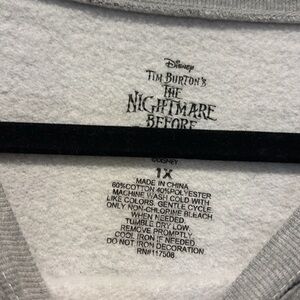 Disney
TIM BURTON'S
THE
NIGHTMARE
BEFORE
©DISNEY
1X
MADE IN CHINA
60%COTTON 40%POLYESTER
MACHINE WASH COLD WITH
LIKE COLORS, GENTLE CYCLE.
ONLY NON-CHLORINE BLEACH
WHEN NEEDED.
TUMBLE DRY LOW.
REMOVE PROMPTLY.
COOL IRON IF NEEDED.
DO NOT IRON DECORATION
RN#117508